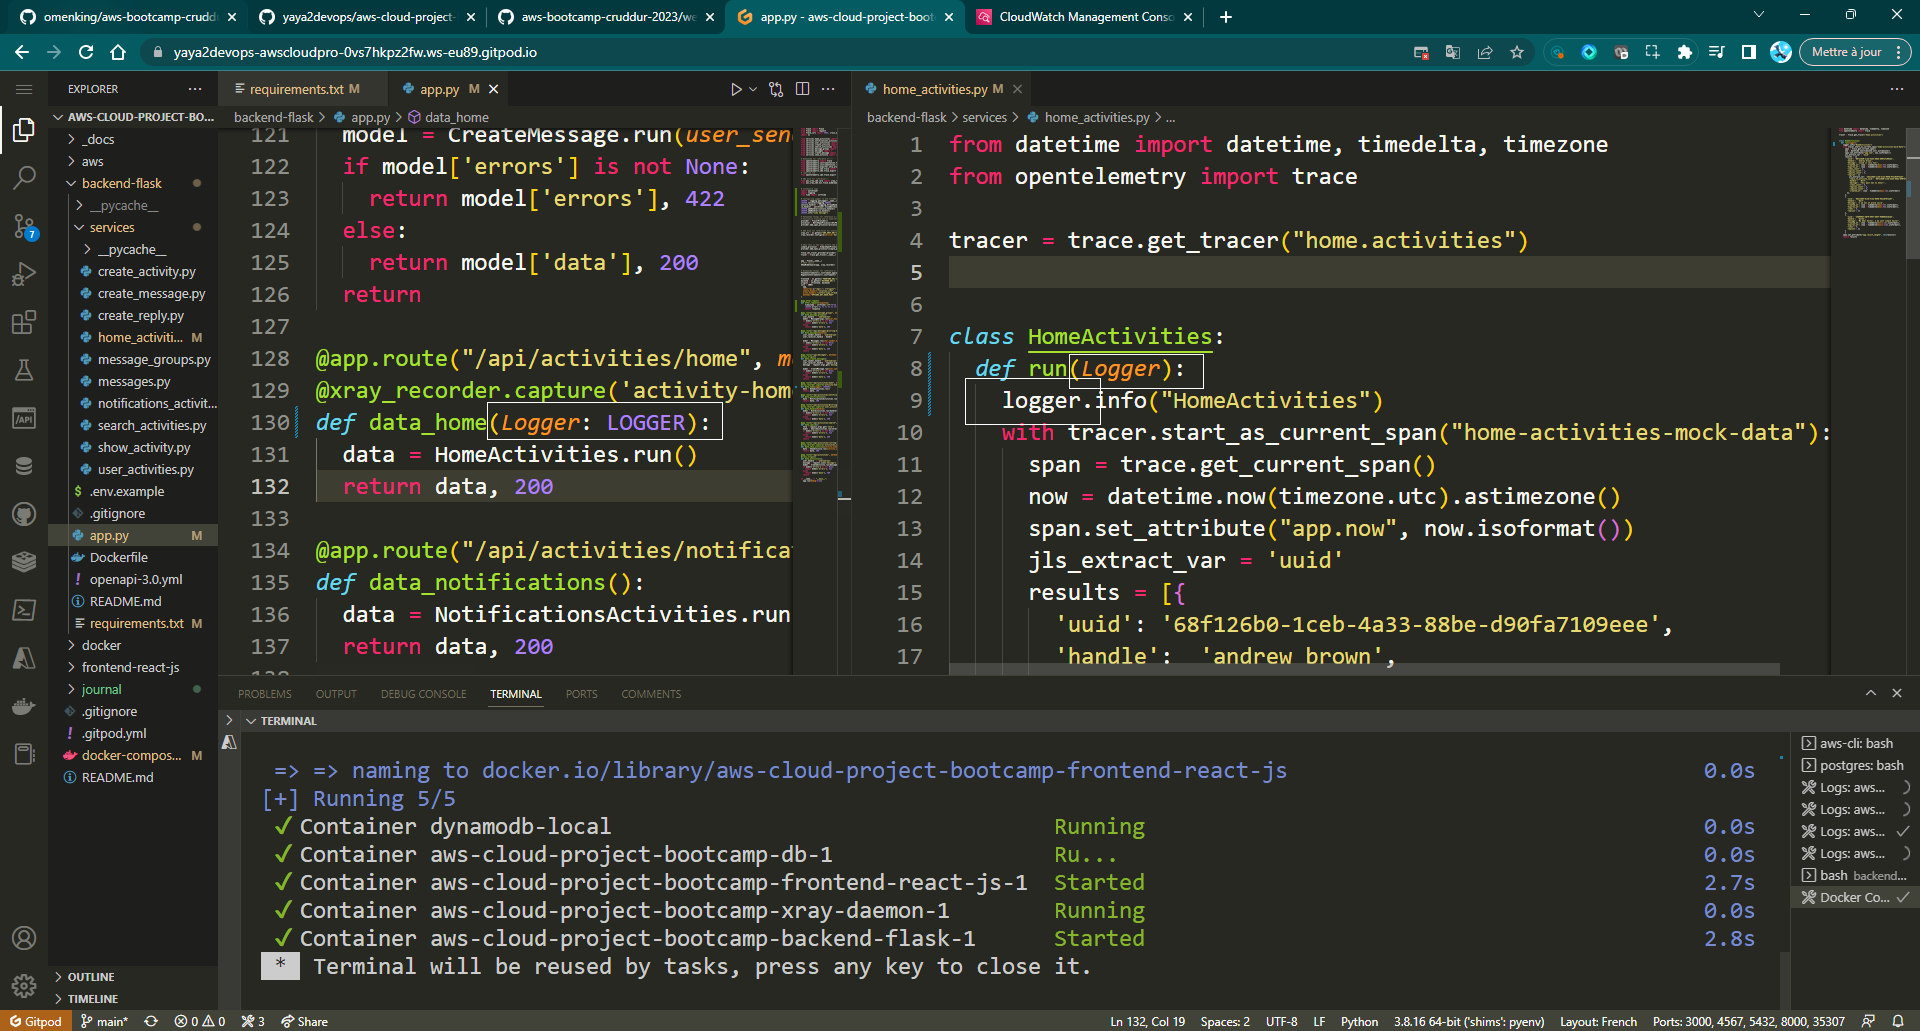 omenking/aws-bootcamp-crudd
yaya2devops/aws-cloud-project-
aws-bootcamp-cruddur-2023/we
app.py - aws-cloud-project-boot
CloudWatch Management Conso
yaya2devops-awscloudpro-0vs7hkpz2fw.ws-eu89.gitpod.io
Mettre à jour
EXPLORER
AWS-CLOUD-PROJECT-BO...
_docs
aws
backend-flask
__pycache__
services
__pycache__
create_activity.py
create_message.py
create_reply.py
home_activiti... M
message_groups.py
messages.py
notifications_activit...
search_activities.py
show_activity.py
user_activities.py
.env.example
.gitignore
app.py M
Dockerfile
openapi-3.0.yml
README.md
requirements.txt M
docker
frontend-react-js
journal
.gitignore
.gitpod.yml
docker-compos... M
README.md
OUTLINE
TIMELINE
requirements.txt M
app.py M
backend-flask > app.py > data_home
121 model = CreateMessage.run(user_sen
122 if model['errors'] is not None:
123 return model['errors'], 422
124 else:
125 return model['data'], 200
126 return
127
128 @app.route("/api/activities/home", m
129 @xray_recorder.capture('activity-hom
130 def data_home(Logger: LOGGER):
131 data = HomeActivities.run()
132 return data, 200
133
134 @app.route("/api/activities/notificat
135 def data_notifications():
136 data = NotificationsActivities.run
137 return data, 200
home_activities.py M
backend-flask > services > home_activities.py > ...
1 from datetime import datetime, timedelta, timezone
2 from opentelemetry import trace
3
4 tracer = trace.get_tracer("home.activities")
5
6
7 class HomeActivities:
8 def run(Logger):
9 logger.info("HomeActivities")
10 with tracer.start_as_current_span("home-activities-mock-data"):
11 span = trace.get_current_span()
12 now = datetime.now(timezone.utc).astimezone()
13 span.set_attribute("app.now", now.isoformat())
14 jls_extract_var = 'uuid'
15 results = [{
16 'uuid': '68f126b0-1ceb-4a33-88be-d90fa7109eee',
17 'handle': 'andrew brown',
PROBLEMS OUTPUT DEBUG CONSOLE TERMINAL PORTS COMMENTS
TERMINAL
=> => naming to docker.io/library/aws-cloud-project-bootcamp-frontend-react-js 0.0s
[+] Running 5/5
✓ Container dynamodb-local Running 0.0s
✓ Container aws-cloud-project-bootcamp-db-1 Ru... 0.0s
✓ Container aws-cloud-project-bootcamp-frontend-react-js-1 Started 2.7s
✓ Container aws-cloud-project-bootcamp-xray-daemon-1 Running 0.0s
✓ Container aws-cloud-project-bootcamp-backend-flask-1 Started 2.8s
* Terminal will be reused by tasks, press any key to close it.
aws-cli: bash
postgres: bash
Logs: aws...
Logs: aws...
Logs: aws...
Logs: aws...
bash backend...
Docker Co...
7
Gitpod main* 0 0 3 Share Ln 132, Col 19 Spaces: 2 UTF-8 LF Python 3.8.16 64-bit ('shims': pyenv) Layout: French Ports: 3000, 4567, 5432, 8000, 35307